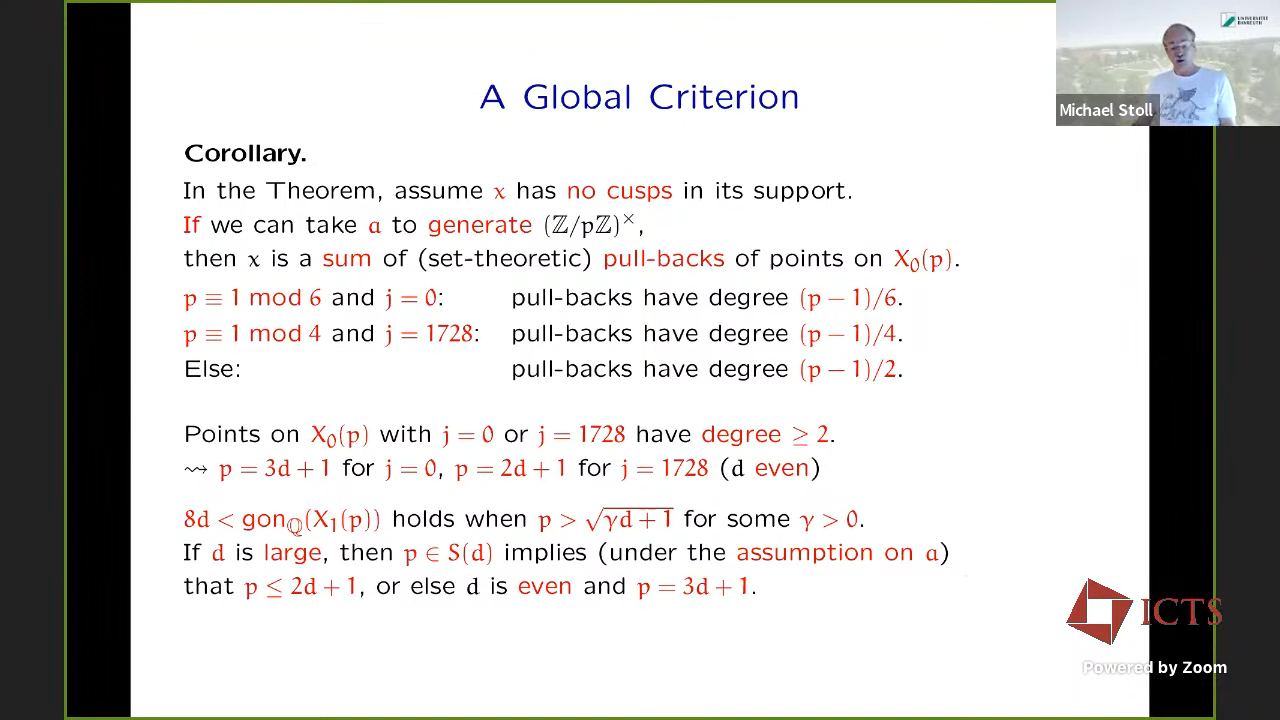 A Global Criterion
Corollary.
In the Theorem, assume x has no cusps in its support.
If we can take a to generate (ℤ/pℤ)^×,
then x is a sum of (set-theoretic) pull-backs of points on X₀(p).
p ≡ 1 mod 6 and j = 0: pull-backs have degree (p − 1)/6.
p ≡ 1 mod 4 and j = 1728: pull-backs have degree (p − 1)/4.
Else: pull-backs have degree (p − 1)/2.
Points on X₀(p) with j = 0 or j = 1728 have degree ≥ 2.
⇝ p = 3d + 1 for j = 0, p = 2d + 1 for j = 1728 (d even)
8d < gon_ℚ(X₁(p)) holds when p > √(γd + 1) for some γ > 0.
If d is large, then p ∈ S(d) implies (under the assumption on a)
that p ≤ 2d + 1, or else d is even and p = 3d + 1.
UNIVERSITÄT
BAYREUTH
Michael Stoll
ICTS
Powered by Zoom